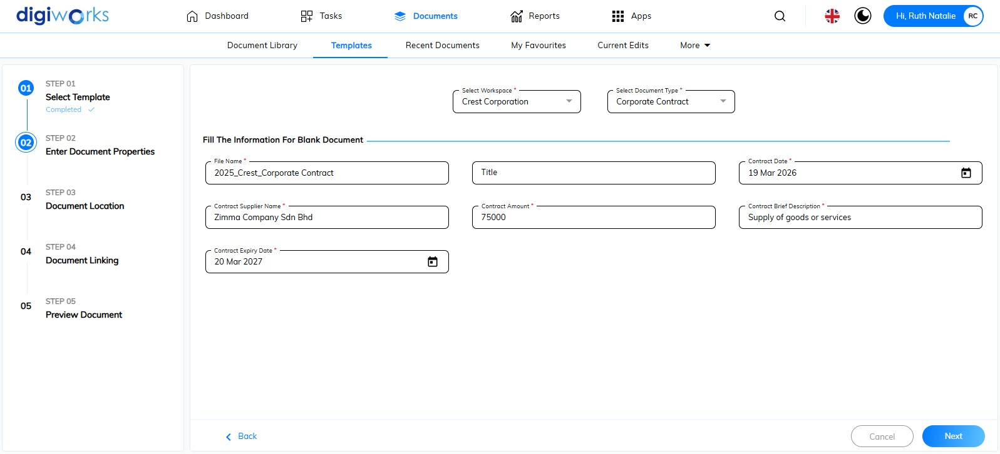 digiworks
Dashboard
Tasks
Documents
Reports
Apps
Hi, Ruth Natalie
RC
Document Library
Templates
Recent Documents
My Favourites
Current Edits
More
01
STEP 01
Select Template
Completed
02
STEP 02
Enter Document Properties
03
STEP 03
Document Location
04
STEP 04
Document Linking
05
STEP 05
Preview Document
Select Workspace *
Crest Corporation
Select Document Type *
Corporate Contract
Fill The Information For Blank Document
File Name *
2025_Crest_Corporate Contract
Title
Contract Date *
19 Mar 2026
Contract Supplier Name *
Zimma Company Sdn Bhd
Contract Amount *
75000
Contract Brief Description *
Supply of goods or services
Contract Expiry Date *
20 Mar 2027
Back
Cancel
Next